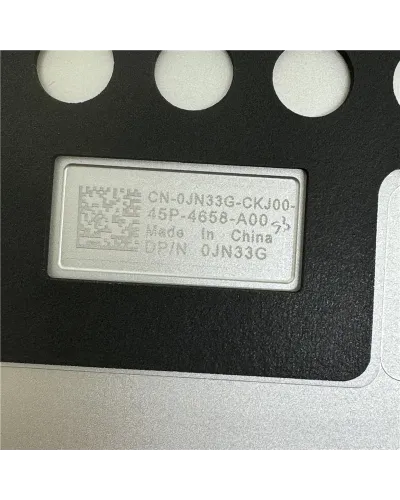 CN-0JN33G-CKJ00-
45P-4658-A00
Made in China
DP/N 0JN33G